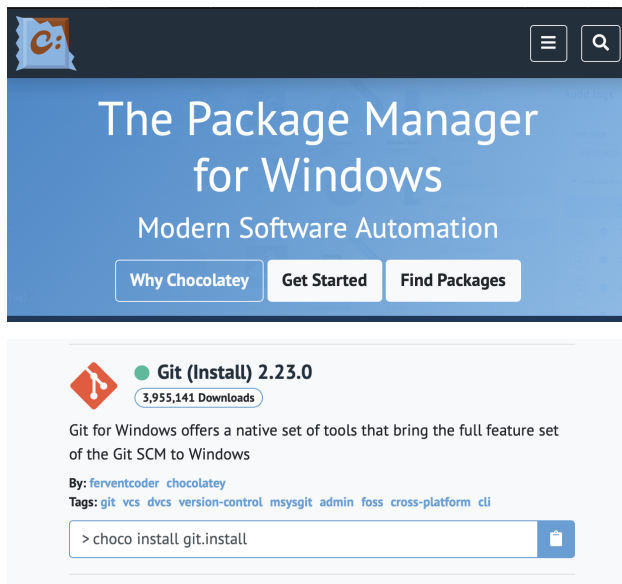 C:
The Package Manager
for Windows
Modern Software Automation
Why Chocolatey
Get Started
Find Packages
Git (Install) 2.23.0
3,955,141 Downloads
Git for Windows offers a native set of tools that bring the full feature set
of the Git SCM to Windows
By: ferventcoder chocolatey
Tags: git vcs dvcs version-control msysgit admin foss cross-platform cli
> choco install git.install